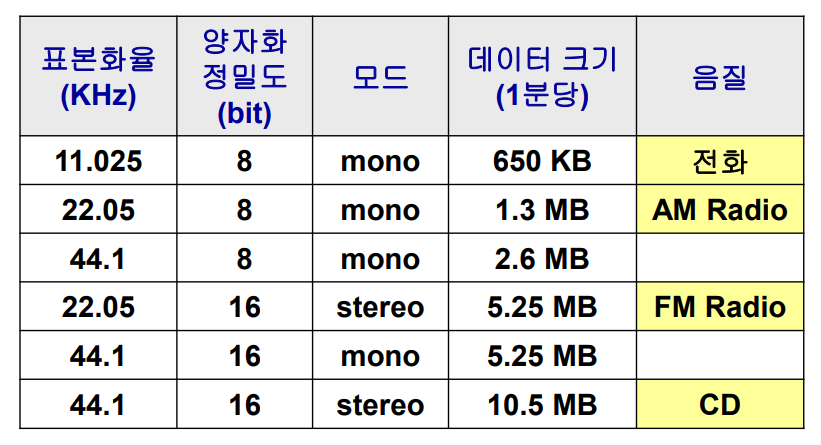 표본화율 (KHz) 양자화 정밀도 (bit) 모드 데이터 크기 (1분당) 음질
11.025 8 mono 650 KB 전화
22.05 8 mono 1.3 MB AM Radio
44.1 8 mono 2.6 MB
22.05 16 stereo 5.25 MB FM Radio
44.1 16 mono 5.25 MB
44.1 16 stereo 10.5 MB CD